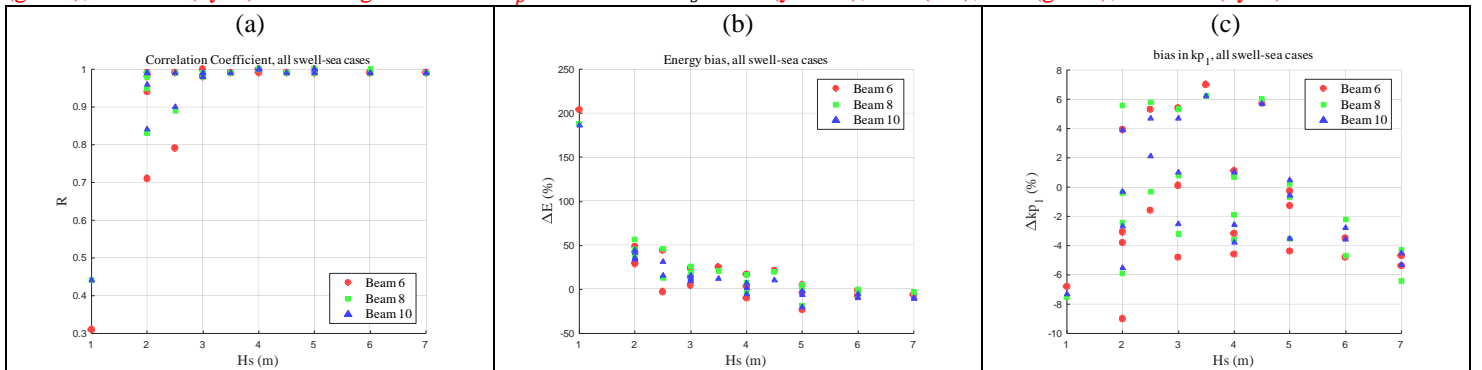 (a)
(b)
(c)
Correlation Coefficient, all swell-sea cases
Energy bias, all swell-sea cases
bias in kp1, all swell-sea cases
1
0.9
0.8
0.7
0.6
0.5
0.4
0.3
R
Beam 6
Beam 8
Beam 10
1 2 3 4 5 6 7
Hs (m)
250
200
150
100
50
0
-50
ΔE (%)
Beam 6
Beam 8
Beam 10
1 2 3 4 5 6 7
Hs (m)
8
6
4
2
0
-2
-4
-6
-8
-10
Δkp1 (%)
Beam 6
Beam 8
Beam 10
1 2 3 4 5 6 7
Hs (m)